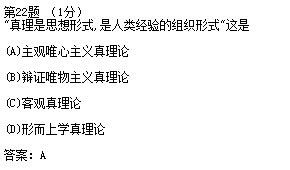 第22题 (1分)
“真理是思想形式,是人类经验的组织形式”这是
(A)主观唯心主义真理论
(B)辩证唯物主义真理论
(C)客观真理论
(D)形而上学真理论
答案: A